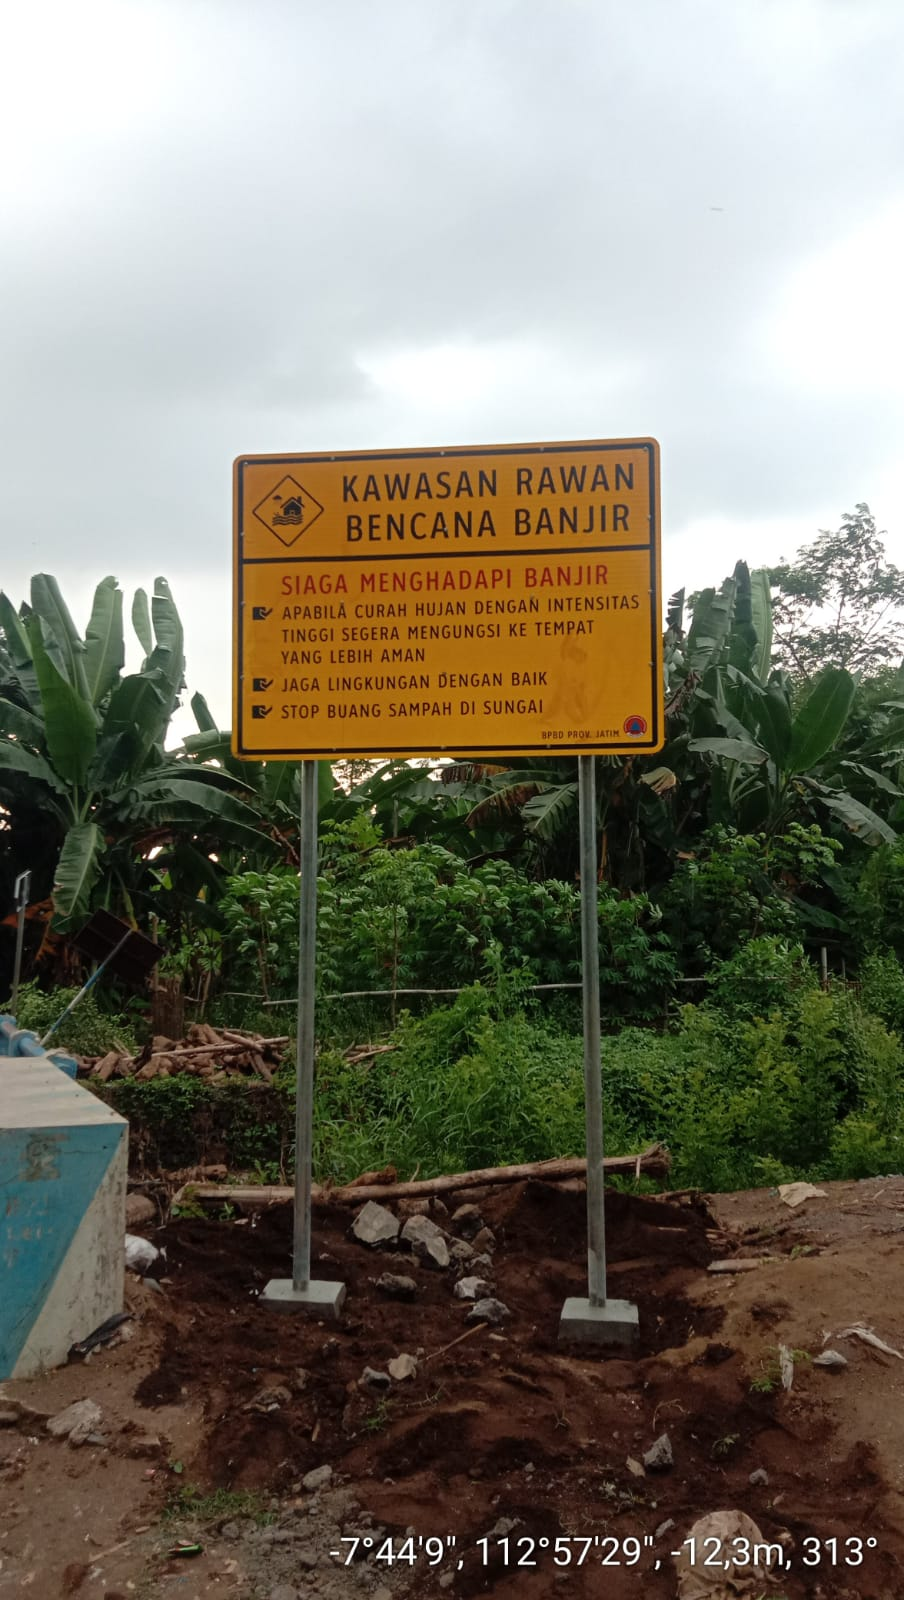 KAWASAN RAWAN
BENCANA BANJIR
SIAGA MENGHADAPI BANJIR
APABILA CURAH HUJAN DENGAN INTENSITAS
TINGGI SEGERA MENGUNGSI KE TEMPAT
YANG LEBIH AMAN
JAGA LINGKUNGAN DENGAN BAIK
STOP BUANG SAMPAH DI SUNGAI
BPBD PROV. JATIM
-7°44'9", 112°57'29", -12,3m, 313°